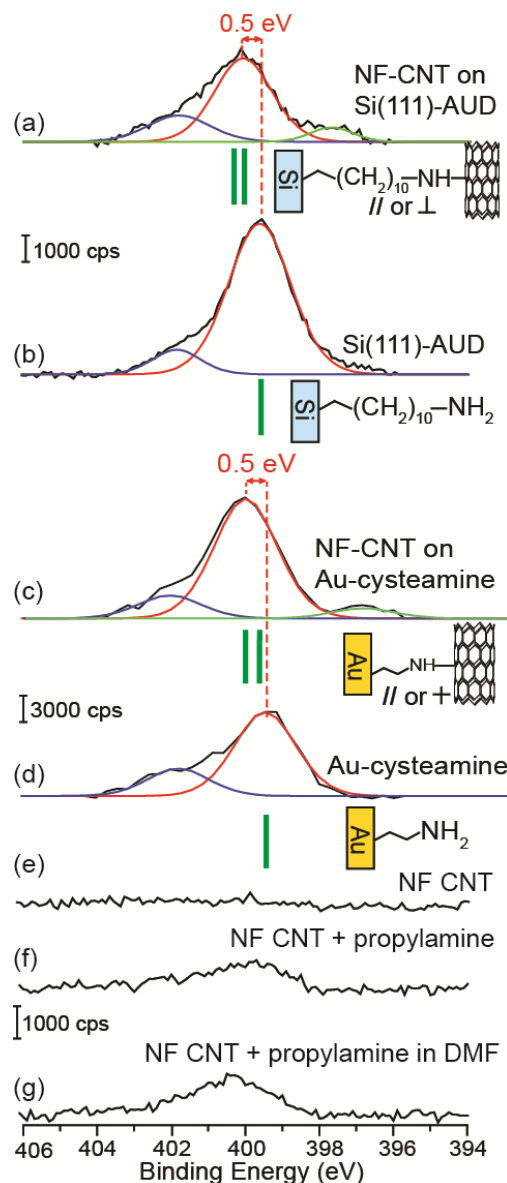 0.5 eV
NF-CNT on
Si(111)-AUD
(a)
Si
(CH2)10–NH
// or ⊥
1000 cps
(b)
Si(111)-AUD
Si
(CH2)10–NH2
0.5 eV
NF-CNT on
Au-cysteamine
(c)
Au
NH
// or +
3000 cps
(d)
Au-cysteamine
Au
NH2
(e)
NF CNT
NF CNT + propylamine
(f)
1000 cps
NF CNT + propylamine in DMF
(g)
406 404 402 400 398 396 394
Binding Energy (eV)